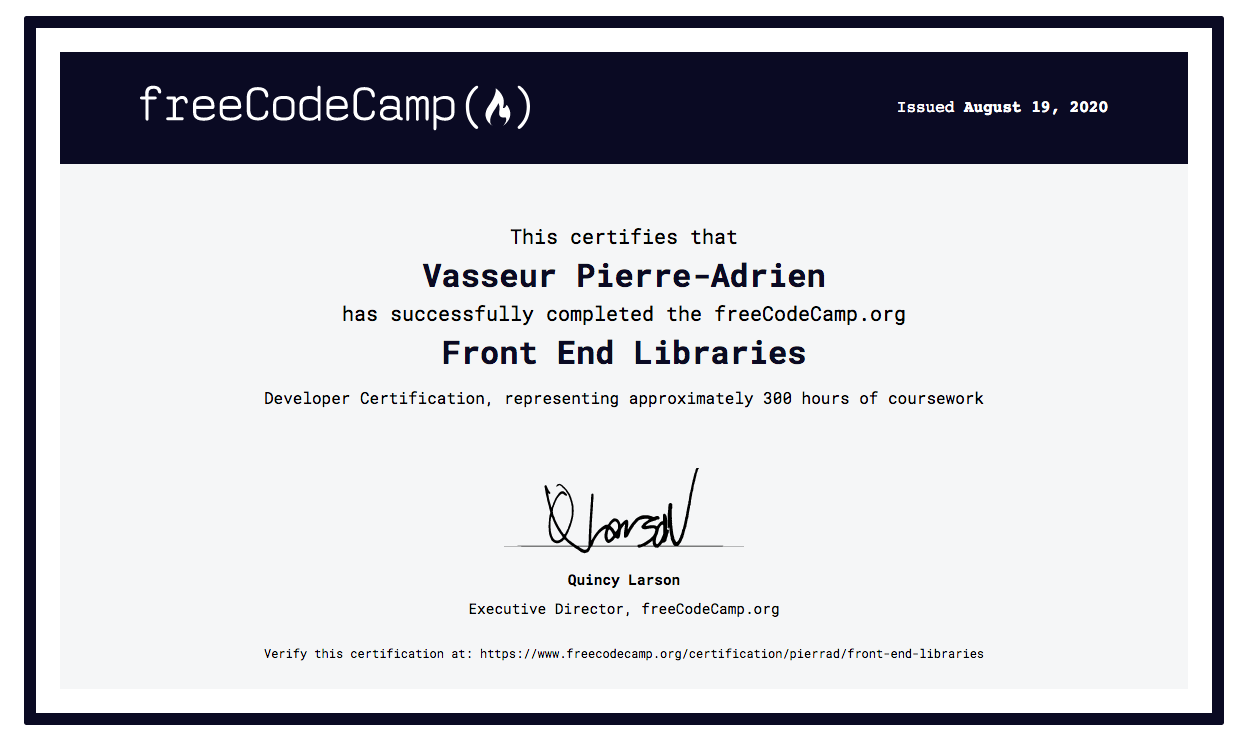 freeCodeCamp(🔥)
Issued August 19, 2020
This certifies that
Vasseur Pierre-Adrien
has successfully completed the freeCodeCamp.org
Front End Libraries
Developer Certification, representing approximately 300 hours of coursework
Q Larson
Quincy Larson
Executive Director, freeCodeCamp.org
Verify this certification at: https://www.freecodecamp.org/certification/pierrad/front-end-libraries